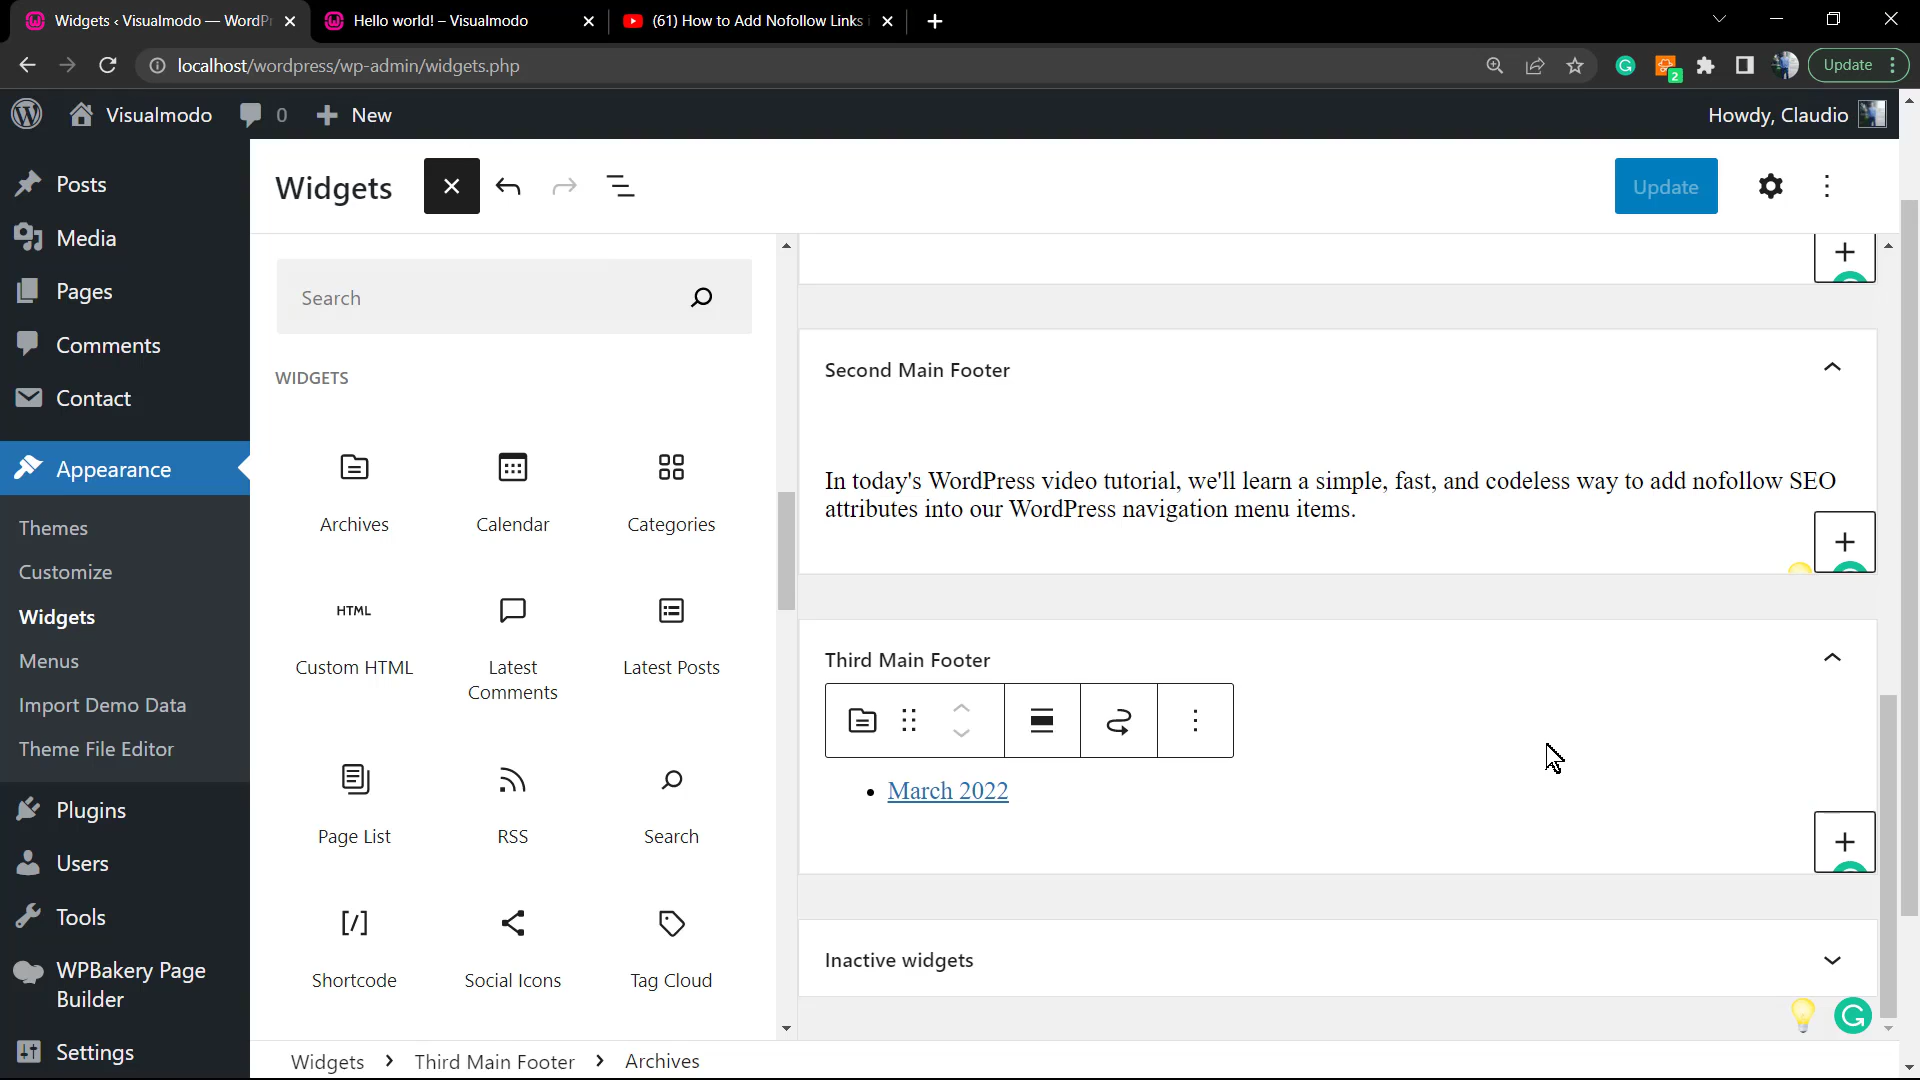 Widgets ‹ Visualmodo — WordP
Hello world! – Visualmodo
(61) How to Add Nofollow Links i
localhost/wordpress/wp-admin/widgets.php
2
Update
Visualmodo
0
New
Howdy, Claudio
Posts
Media
Pages
Comments
Contact
Appearance
Themes
Customize
Widgets
Menus
Import Demo Data
Theme File Editor
Plugins
Users
Tools
WPBakery Page
Builder
Settings
Widgets
Update
Search
WIDGETS
Archives
Calendar
Categories
HTML
Custom HTML
Latest
Comments
Latest Posts
Page List
RSS
Search
[/]
Shortcode
Social Icons
Tag Cloud
Second Main Footer
In today's WordPress video tutorial, we'll learn a simple, fast, and codeless way to add nofollow SEO
attributes into our WordPress navigation menu items.
Third Main Footer
• March 2022
Inactive widgets
Widgets > Third Main Footer > Archives